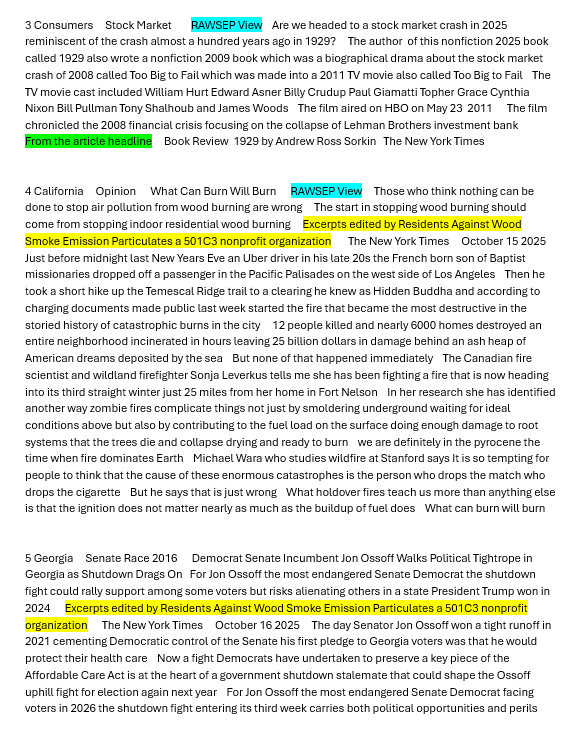 3 Consumers Stock Market RAWSEP View Are we headed to a stock market crash in 2025
reminiscent of the crash almost a hundred years ago in 1929? The author of this nonfiction 2025 book
called 1929 also wrote a nonfiction 2009 book which was a biographical drama about the stock market
crash of 2008 called Too Big to Fail which was made into a 2011 TV movie also called Too Big to Fail The
TV movie cast included William Hurt Edward Asner Billy Crudup Paul Giamatti Topher Grace Cynthia
Nixon Bill Pullman Tony Shalhoub and James Woods The film aired on HBO on May 23 2011 The film
chronicled the 2008 financial crisis focusing on the collapse of Lehman Brothers investment bank
From the article headline Book Review 1929 by Andrew Ross Sorkin The New York Times
4 California Opinion What Can Burn Will Burn RAWSEP View Those who think nothing can be
done to stop air pollution from wood burning are wrong The start in stopping wood burning should
come from stopping indoor residential wood burning Excerpts edited by Residents Against Wood
Smoke Emission Particulates a 501C3 nonprofit organization The New York Times October 15 2025
Just before midnight last New Years Eve an Uber driver in his late 20s the French born son of Baptist
missionaries dropped off a passenger in the Pacific Palisades on the west side of Los Angeles Then he
took a short hike up the Temescal Ridge trail to a clearing he knew as Hidden Buddha and according to
charging documents made public last week started the fire that became the most destructive in the
storied history of catastrophic burns in the city 12 people killed and nearly 6000 homes destroyed an
entire neighborhood incinerated in hours leaving 25 billion dollars in damage behind an ash heap of
American dreams deposited by the sea But none of that happened immediately The Canadian fire
scientist and wildland firefighter Sonja Leverkus tells me she has been fighting a fire that is now heading
into its third straight winter just 25 miles from her home in Fort Nelson In her research she has identified
another way zombie fires complicate things not just by smoldering underground waiting for ideal
conditions above but also by contributing to the fuel load on the surface doing enough damage to root
systems that the trees die and collapse drying and ready to burn we are definitely in the pyrocene the
time when fire dominates Earth Michael Wara who studies wildfire at Stanford says It is so tempting for
people to think that the cause of these enormous catastrophes is the person who drops the match who
drops the cigarette But he says that is just wrong What holdover fires teach us more than anything else
is that the ignition does not matter nearly as much as the buildup of fuel does What can burn will burn
5 Georgia Senate Race 2016 Democrat Senate Incumbent Jon Ossoff Walks Political Tightrope in
Georgia as Shutdown Drags On For Jon Ossoff the most endangered Senate Democrat the shutdown
fight could rally support among some voters but risks alienating others in a state President Trump won in
2024 Excerpts edited by Residents Against Wood Smoke Emission Particulates a 501C3 nonprofit
organization The New York Times October 16 2025 The day Senator Jon Ossoff won a tight runoff in
2021 cementing Democratic control of the Senate his first pledge to Georgia voters was that he would
protect their health care Now a fight Democrats have undertaken to preserve a key piece of the
Affordable Care Act is at the heart of a government shutdown stalemate that could shape the Ossoff
uphill fight for election again next year For Jon Ossoff the most endangered Senate Democrat facing
voters in 2026 the shutdown fight entering its third week carries both political opportunities and perils